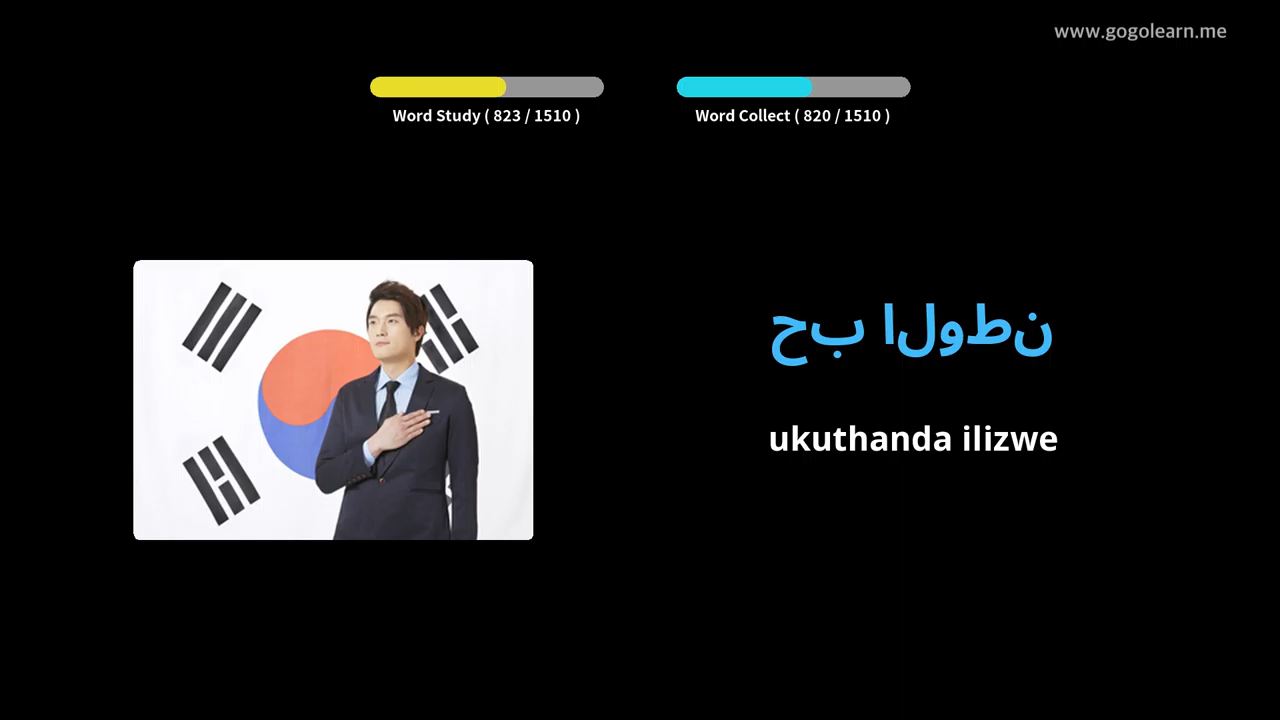 www.gogolearn.me
Word Study ( 823 / 1510 )
Word Collect ( 820 / 1510 )
حب الوطن
ukuthanda ilizwe